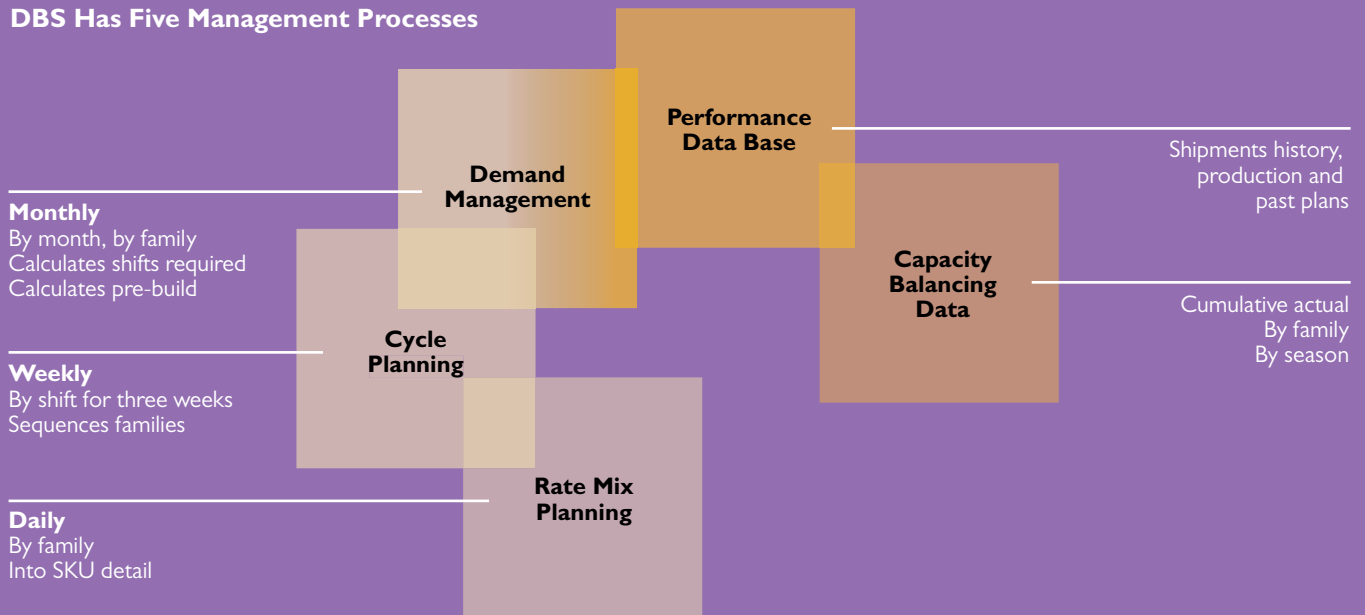 DBS Has Five Management Processes
Performance
Data Base
Shipments history,
production and
past plans
Demand
Management
Monthly
By month, by family
Calculates shifts required
Calculates pre-build
Capacity
Balancing
Data
Cumulative actual
By family
By season
Cycle
Planning
Weekly
By shift for three weeks
Sequences families
Rate Mix
Planning
Daily
By family
Into SKU detail